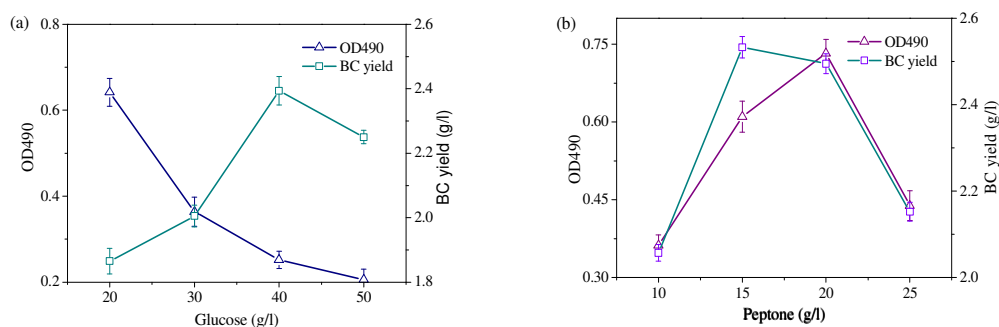 (a)
0.8
0.6
0.4
0.2
OD490
OD490
BC yield
2.6
2.4
2.2
2.0
1.8
BC yield (g/l)
20 30 40 50
Glucose (g/l)
(b)
0.75
0.60
0.45
0.30
OD490
OD490
BC yield
2.6
2.4
2.2
2.0
BC yield (g/l)
10 15 20 25
Peptone (g/l)